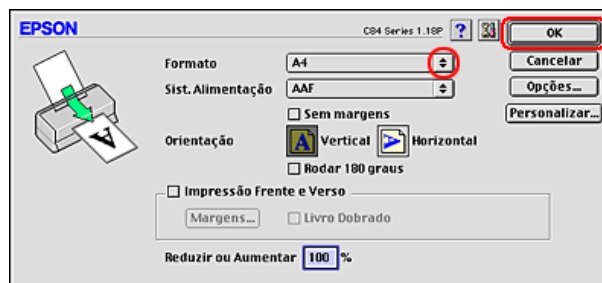 EPSON
C84 Series 1.18P
?
OK
Formato
A4
Cancelar
Sist. Alimentação
AAF
Opções...
Sem margens
Personalizar...
Orientação
A Vertical
A Horizontal
Rodar 180 graus
Impressão Frente e Verso
Margens...
Livro Dobrado
Reduzir ou Aumentar 100 %
A